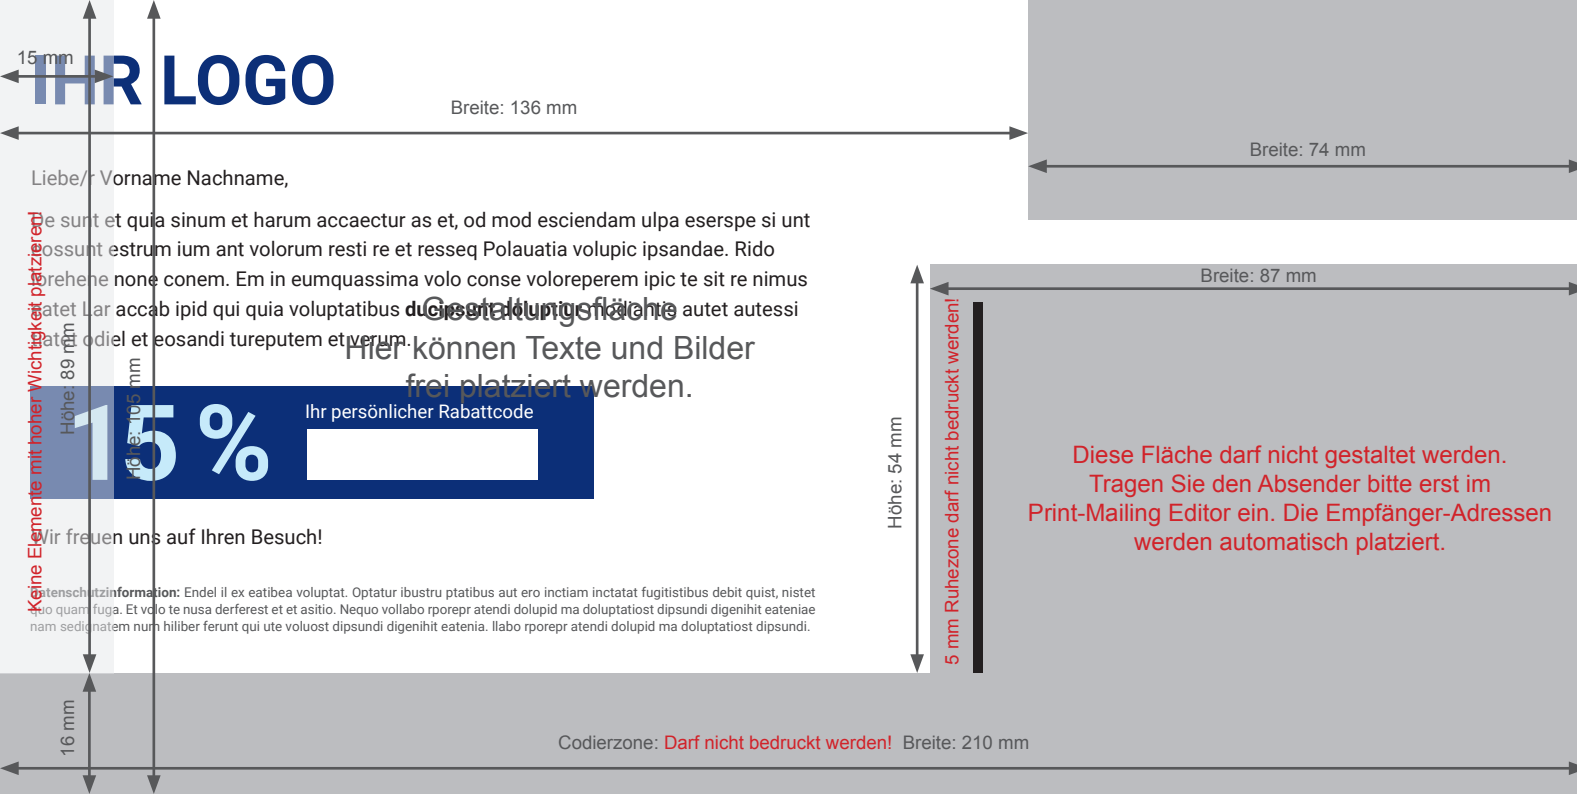 15 mm
IHR LOGO
Breite: 136 mm
Breite: 74 mm
Liebe/r Vorname Nachname,
De sunt et quia sinum et harum accaectur as et, od mod esciendam ulpa eserspe si unt
possunt estrum ium ant volorum resti re et resseq Polauatia volupic ipsandae. Rido
none conem. Em in eumquassima volo conse voloreperem ipic te sit re nimus
accab ipid qui quia voluptatibus ducipsunt doluptiur modiantis autet autessi
odiel et eosandi tureputem et verum.
Gestaltungsfläche
Hier können Texte und Bilder
frei platziert werden.
15 %
Ihr persönlicher Rabattcode
Wir freuen uns auf Ihren Besuch!
Datenschutzinformation: Endel il ex eatibea voluptat. Optatur ibustru ptatibus aut ero inctiam inctatat fugitistibus debit quist, nistet
quo quam fuga. Et volo te nusa derferest et et asitio. Nequo vollabo rporepr atendi dolupid ma doluptatiost dipsundi digenihit eateniae
nam sedignatem num hiliber ferunt qui ute voluost dipsundi digenihit eatenia. Ilabo rporepr atendi dolupid ma doluptatiost dipsundi.
Keine Elemente mit hoher Wichtigkeit platzieren!
Höhe: 89 mm
Höhe: 105 mm
16 mm
Breite: 87 mm
Höhe: 54 mm
5 mm Ruhezone darf nicht bedruckt werden!
Diese Fläche darf nicht gestaltet werden.
Tragen Sie den Absender bitte erst im
Print-Mailing Editor ein. Die Empfänger-Adressen
werden automatisch platziert.
Codierzone: Darf nicht bedruckt werden! Breite: 210 mm